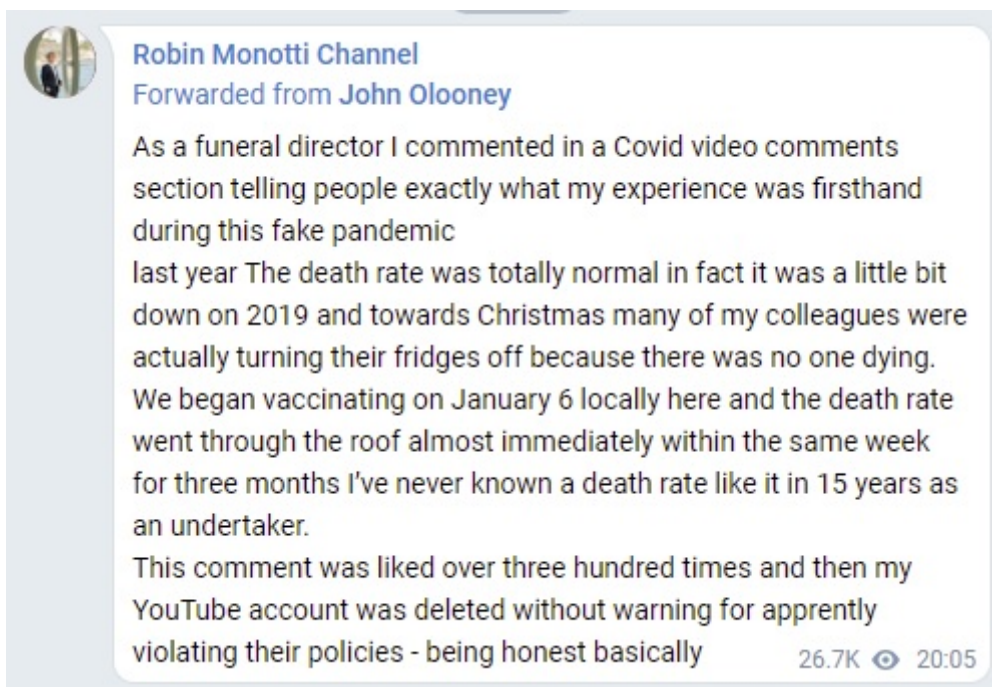 Robin Monotti Channel
Forwarded from John Olooney
As a funeral director I commented in a Covid video comments
section telling people exactly what my experience was firsthand
during this fake pandemic
last year The death rate was totally normal in fact it was a little bit
down on 2019 and towards Christmas many of my colleagues were
actually turning their fridges off because there was no one dying.
We began vaccinating on January 6 locally here and the death rate
went through the roof almost immediately within the same week
for three months I've never known a death rate like it in 15 years as
an undertaker.
This comment was liked over three hundred times and then my
YouTube account was deleted without warning for apprently
violating their policies - being honest basically
26.7K 20:05